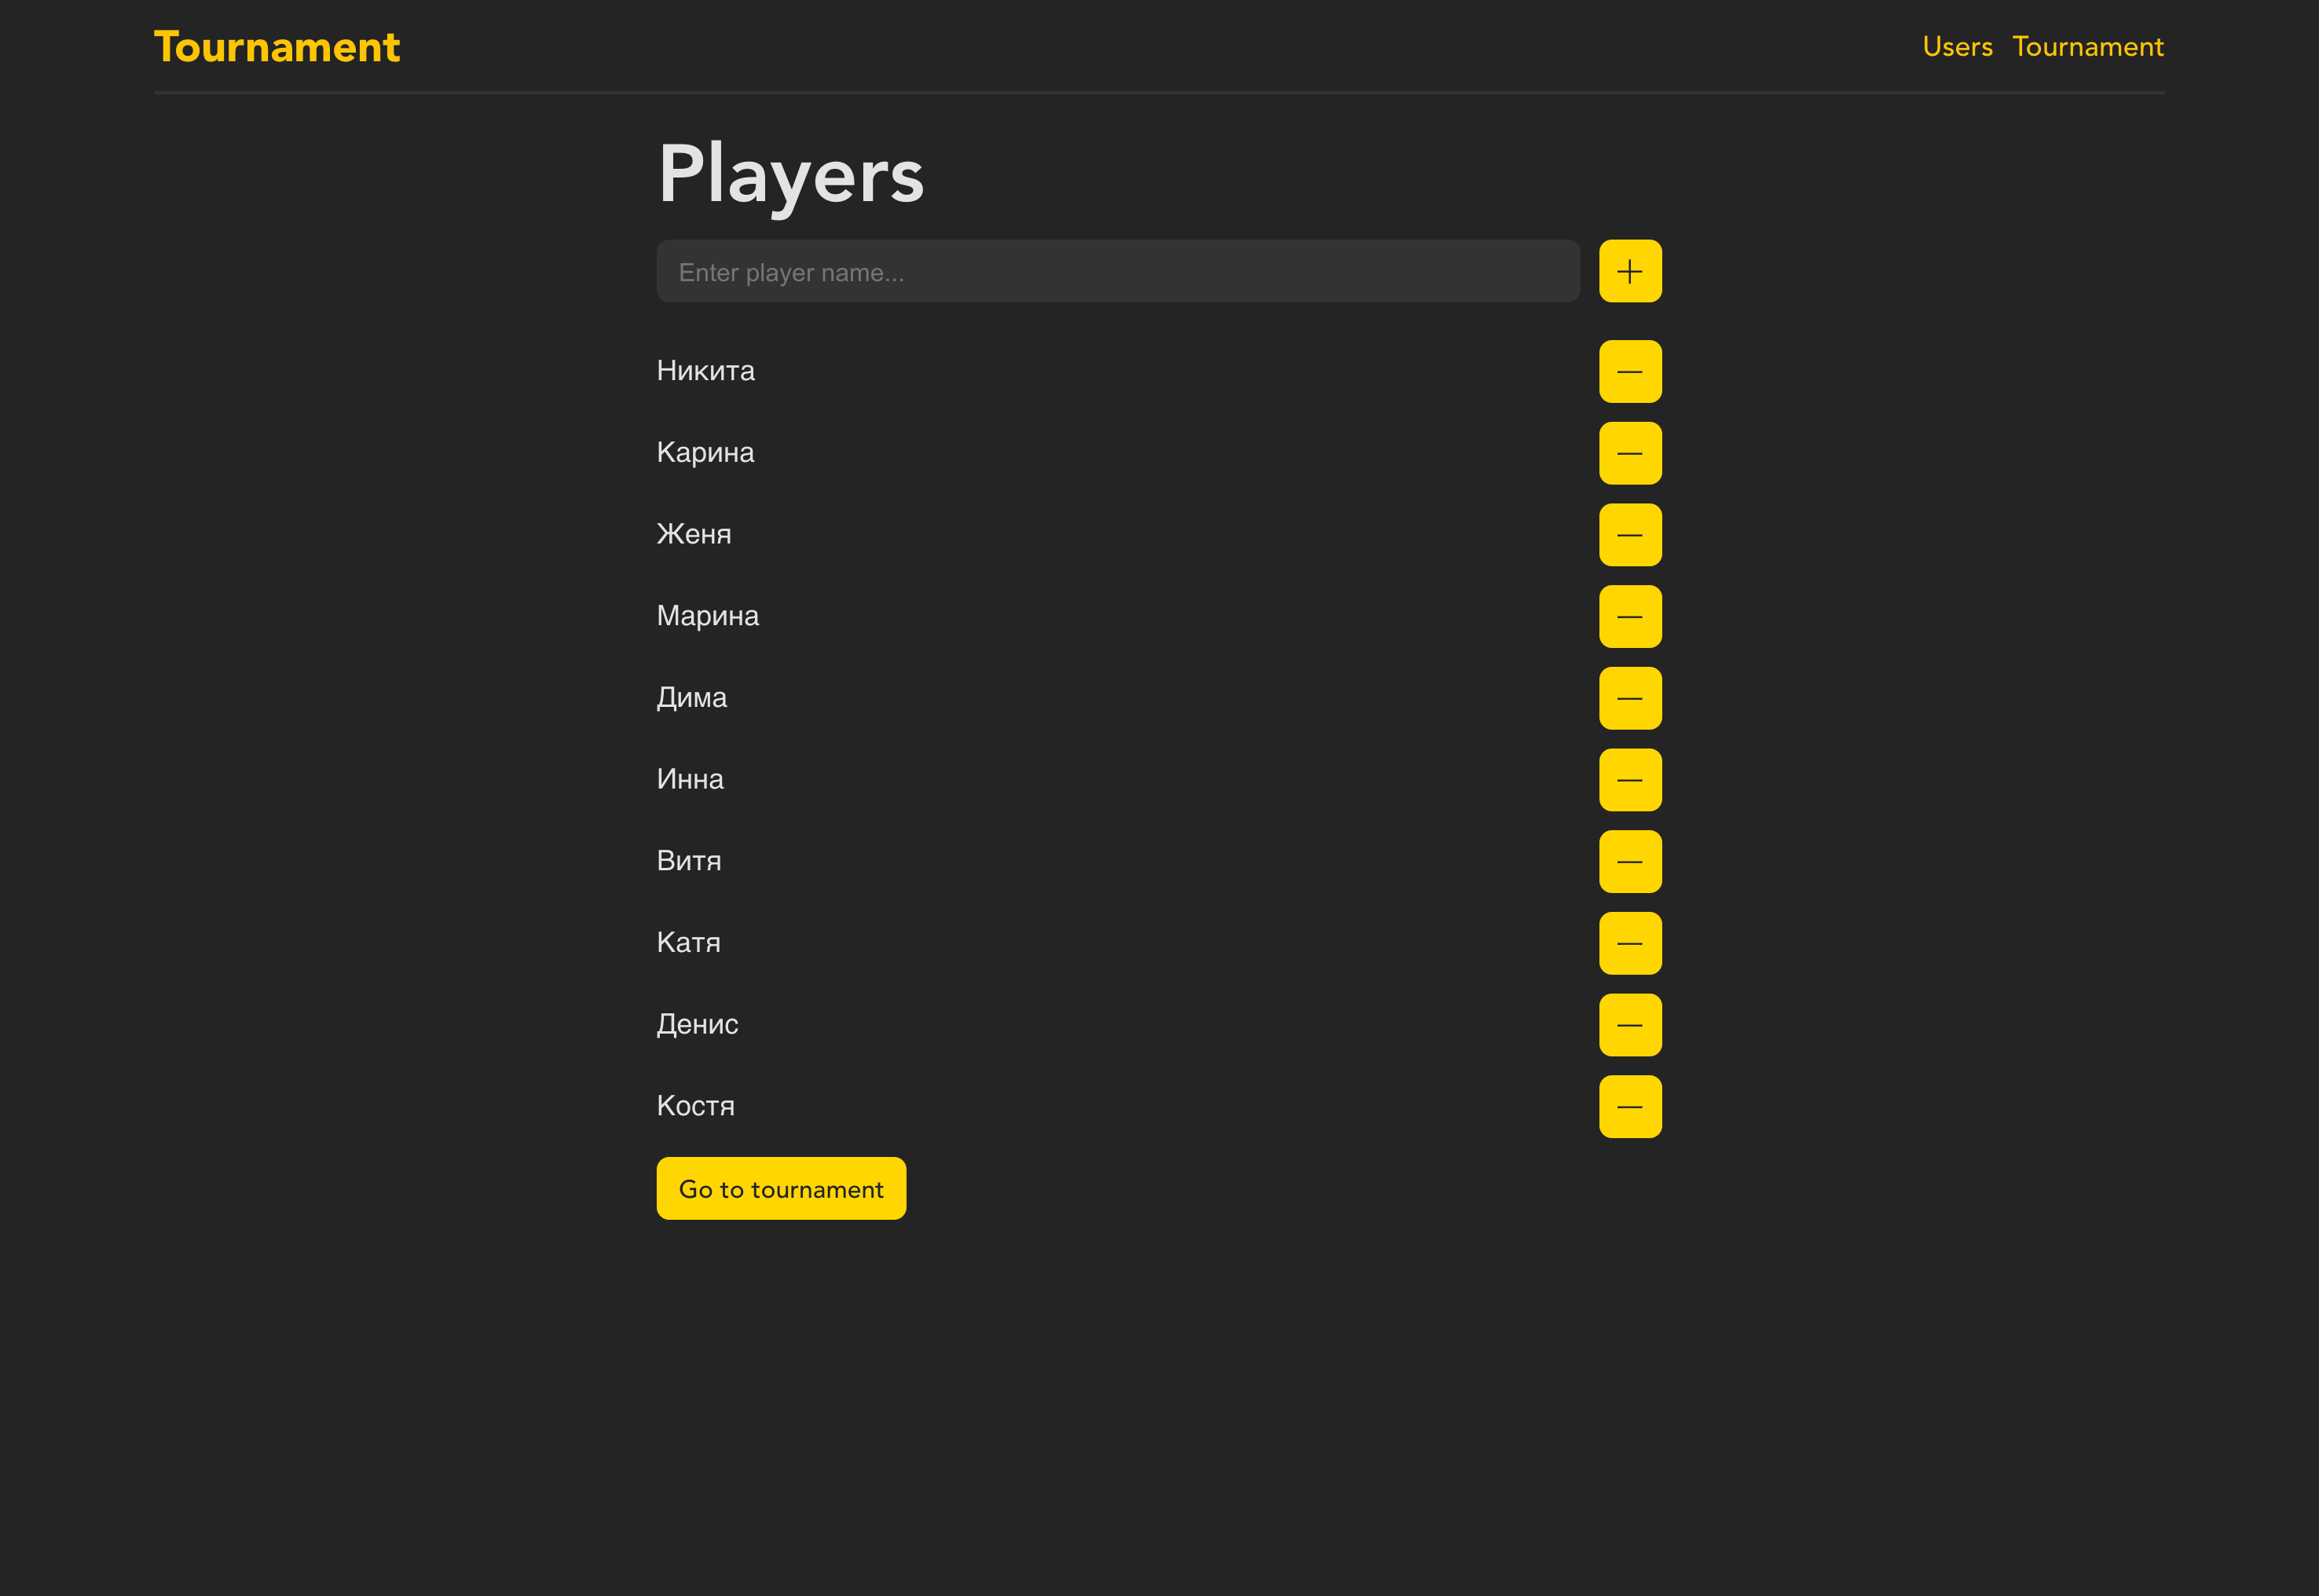 Tournament
Users Tournament
Players
Enter player name...
Никита
Карина
Женя
Марина
Дима
Инна
Витя
Катя
Денис
Костя
Go to tournament